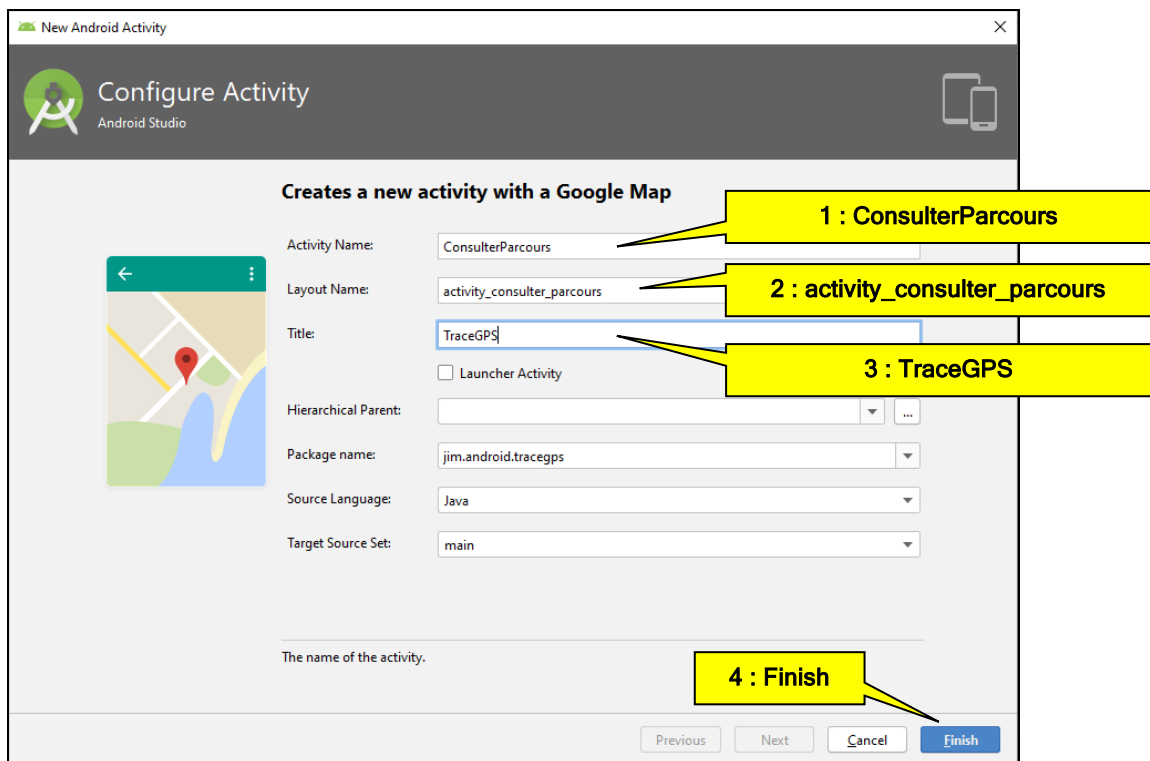 New Android Activity
Configure Activity
Android Studio
Creates a new activity with a Google Map
1 : ConsulterParcours
Activity Name:
ConsulterParcours
2 : activity_consulter_parcours
Layout Name:
activity_consulter_parcours
Title:
TraceGPS
3 : TraceGPS
Launcher Activity
Hierarchical Parent:
...
Package name:
jim.android.tracegps
Source Language:
Java
Target Source Set:
main
The name of the activity.
4 : Finish
Previous
Next
Cancel
Finish